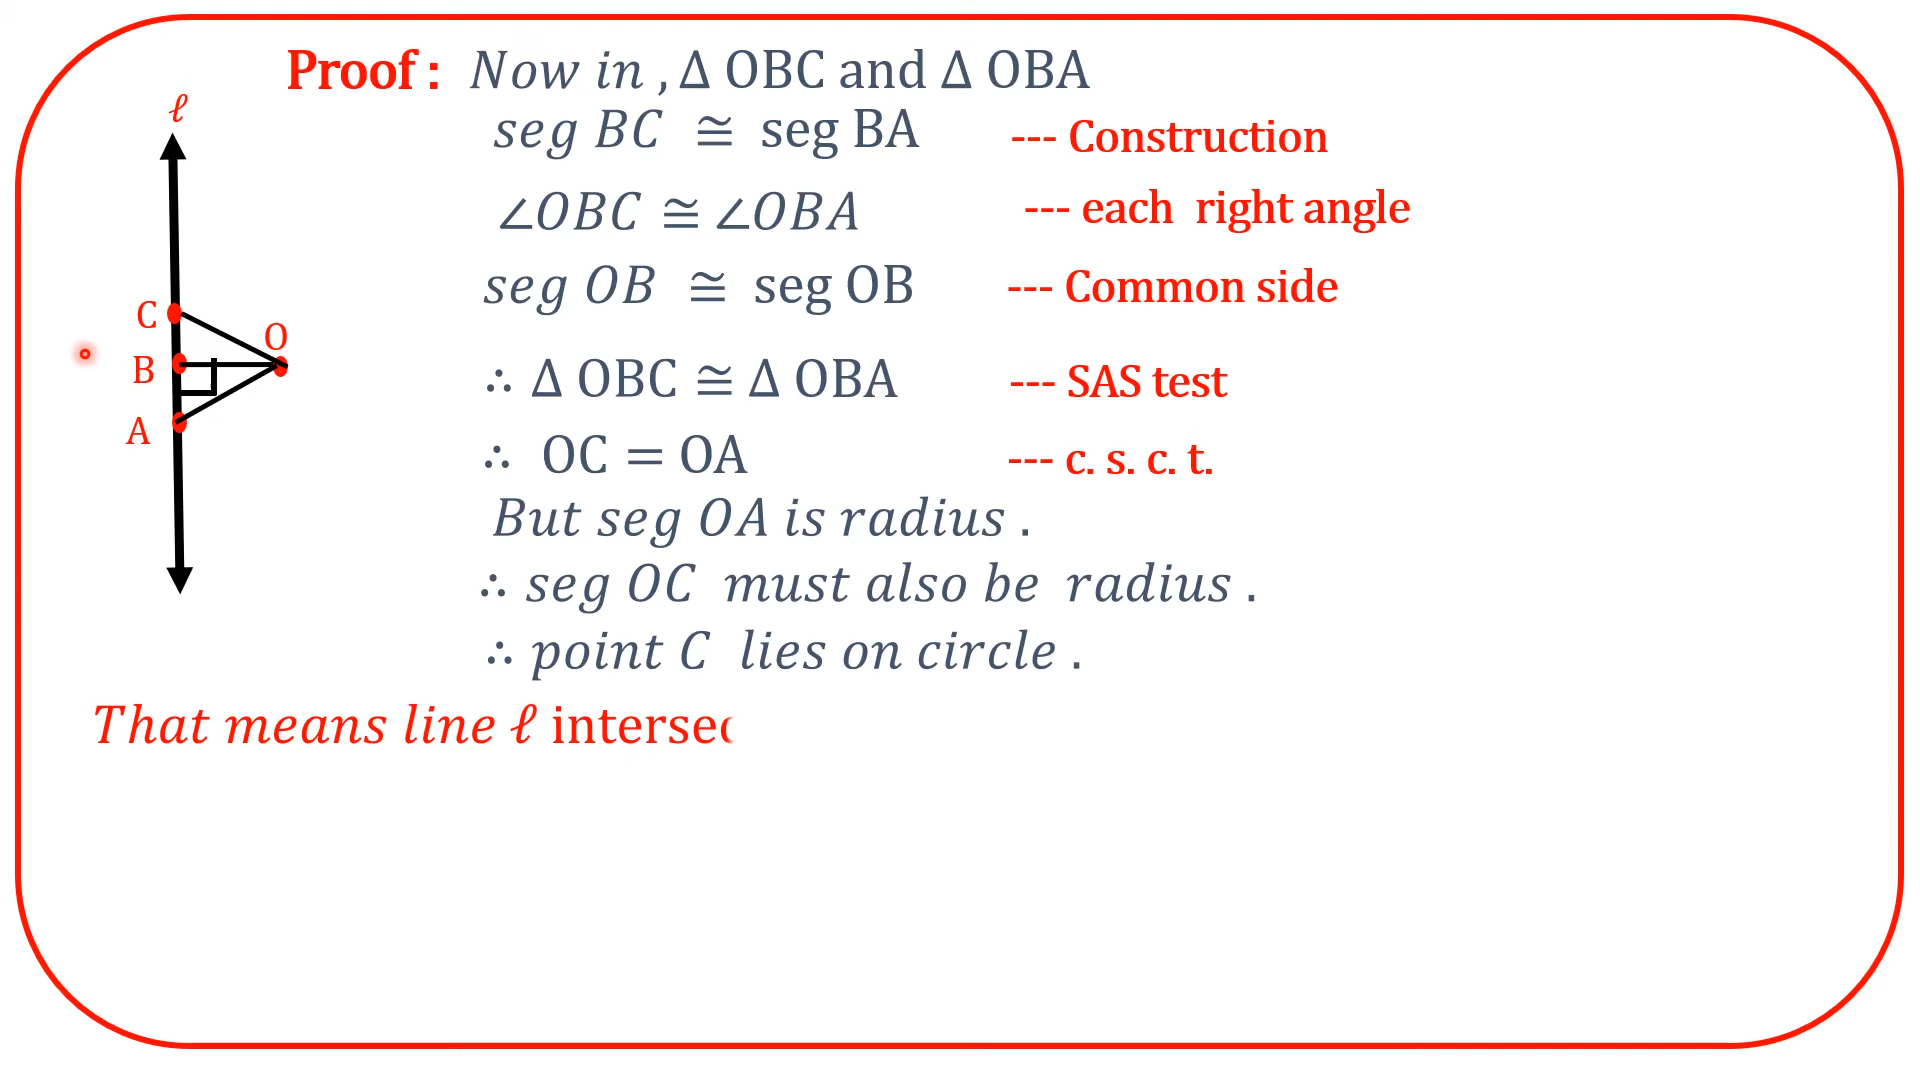 Proof : Now in , Δ OBC and Δ OBA
ℓ
seg BC ≅ seg BA --- Construction
∠OBC ≅ ∠OBA --- each right angle
seg OB ≅ seg OB --- Common side
C
O
B
∴ Δ OBC ≅ Δ OBA --- SAS test
A
∴ OC = OA --- c. s. c. t.
But seg OA is radius .
∴ seg OC must also be radius .
∴ point C lies on circle .
That means line ℓ intersec